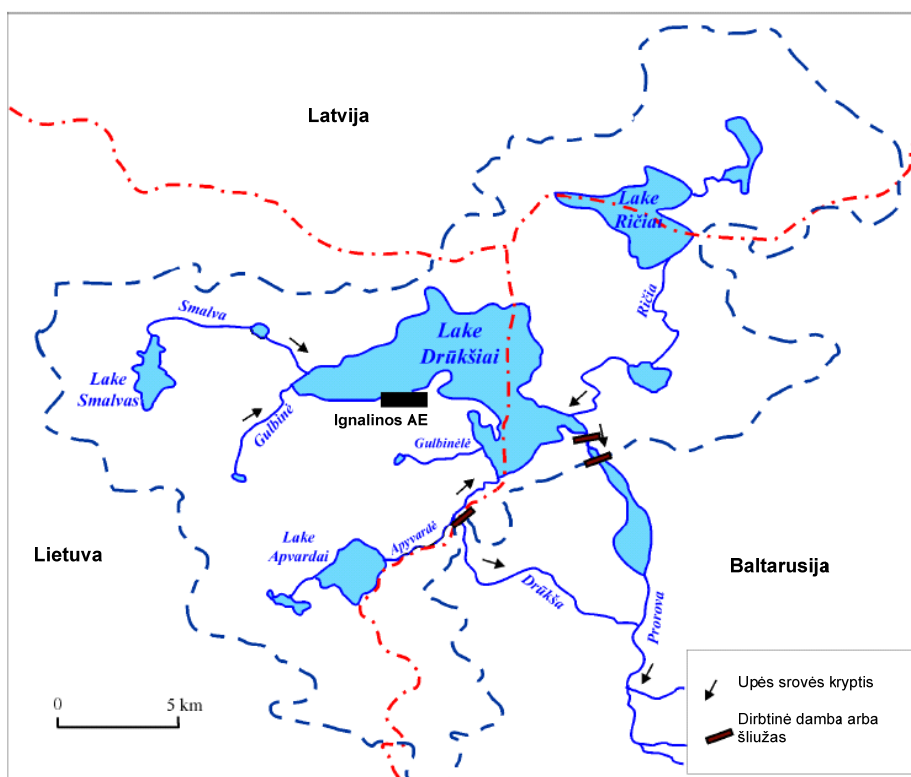 Latvija
Lake
Ričiai
Ričia
Smalva
Lake
Drūkšiai
Lake
Smalvas
Gulbinė
Ignalinos AE
Gulbinėlė
Apyvardė
Lake
Apvardai
Lietuva
Baltarusija
Drūkša
Prorova
0 5 km
Upės srovės kryptis
Dirbtinė damba arba
šliužas